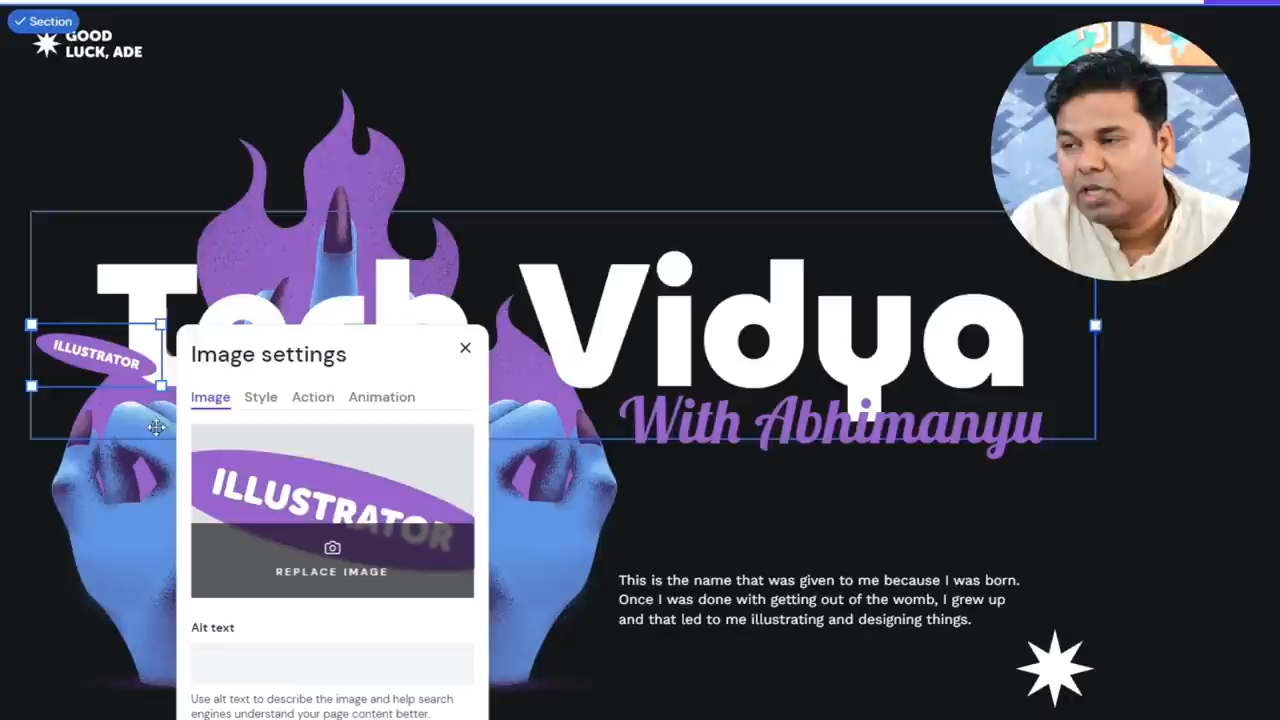 Section
GOOD
LUCK, ADE
Tech Vidya
ILLUSTRATOR
With Abhimanyu
Image settings
Image Style Action Animation
ILLUSTRATOR
REPLACE IMAGE
Alt text
Use alt text to describe the image and help search
engines understand your page content better.
This is the name that was given to me because I was born.
Once I was done with getting out of the womb, I grew up
and that led to me illustrating and designing things.